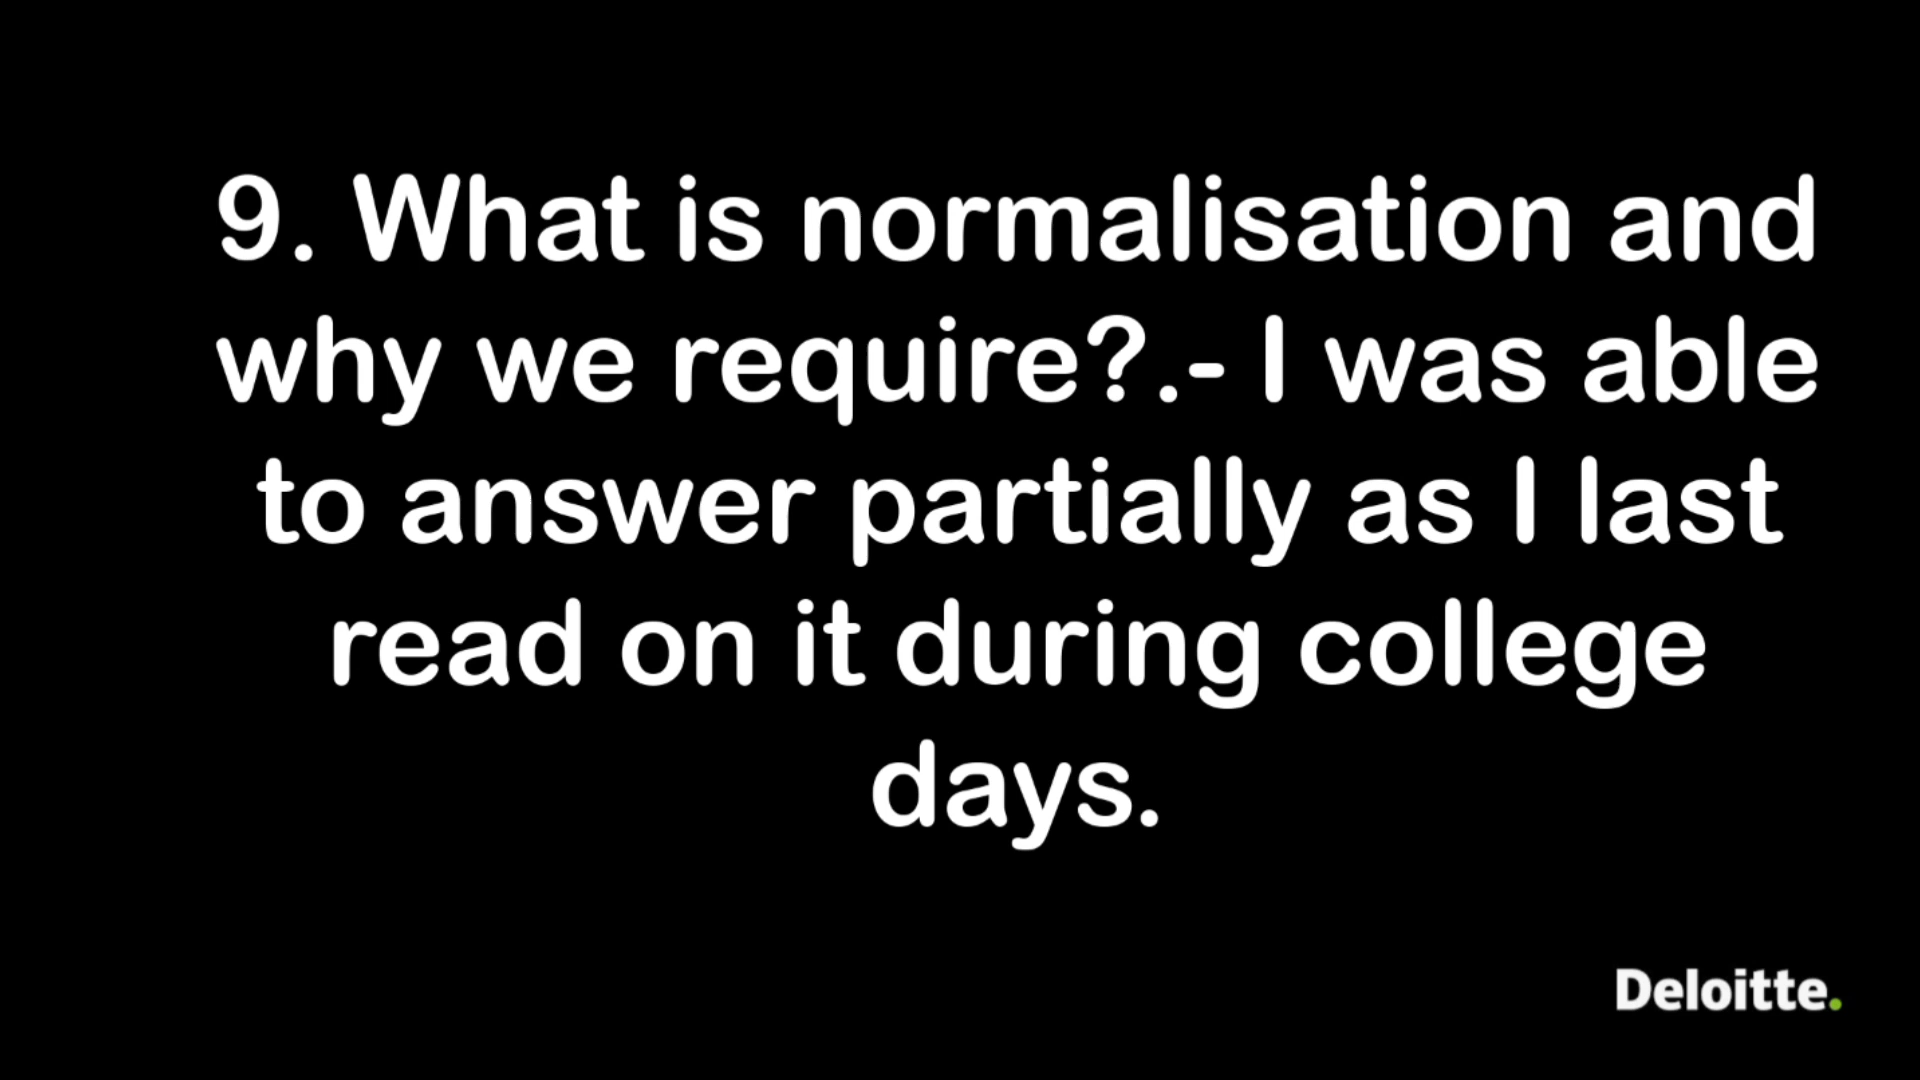 9. What is normalisation and
why we require?.- I was able
to answer partially as I last
read on it during college
days.
Deloitte.